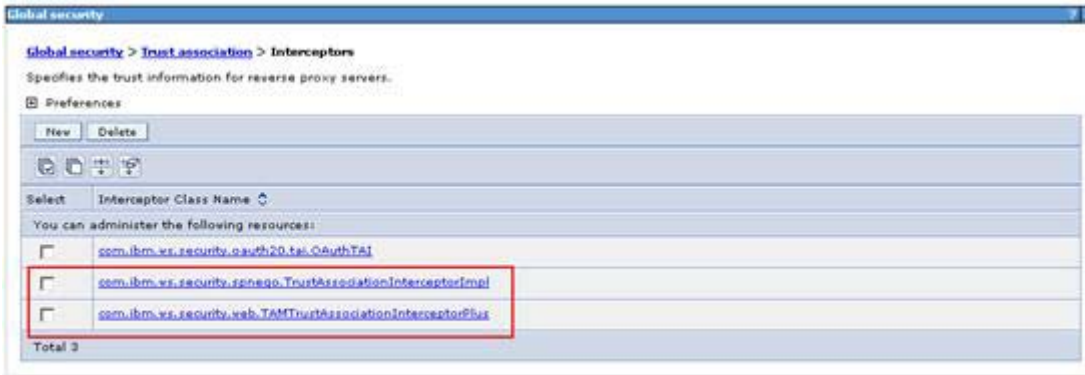 Global security
?
Global security > Trust association > Interceptors
Specifies the trust information for reverse proxy servers.
Preferences
New Delete
Select Interceptor Class Name
You can administer the following resources:
com.ibm.ws.security.oauth20.tai.OAuthTAI
com.ibm.ws.security.spnego.TrustAssociationInterceptorImpl
com.ibm.ws.security.web.TAMTrustAssociationInterceptorPlus
Total 3